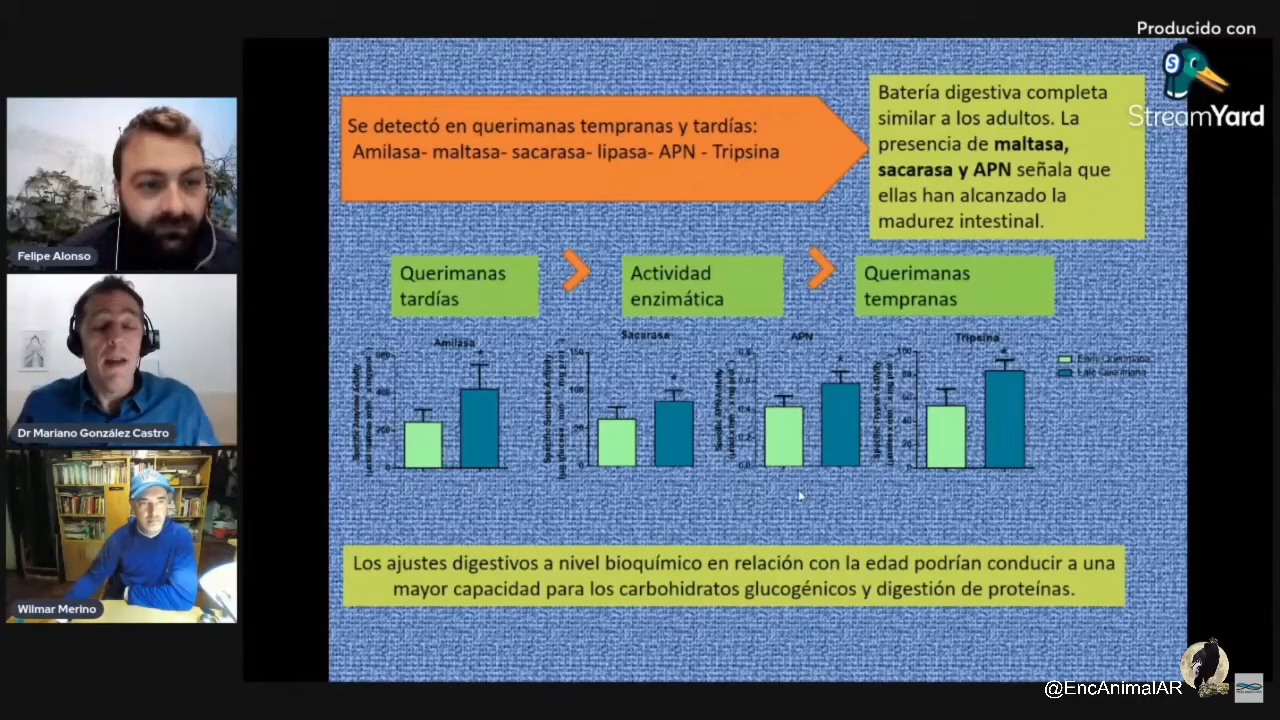 Producido con
StreamYard
Se detectó en querimanas tempranas y tardías:
Amilasa- maltasa- sacarasa- lipasa- APN - Tripsina
Batería digestiva completa
similar a los adultos. La
presencia de maltasa,
sacarasa y APN señala que
ellas han alcanzado la
madurez intestinal.
Felipe Alonso
Querimanas
tardías
Actividad
enzimática
Querimanas
tempranas
Amilasa
Sacarasa
APN
Tripsina
Early Querimana
Late Querimana
Dr Mariano González Castro
Los ajustes digestivos a nivel bioquímico en relación con la edad podrían conducir a una
mayor capacidad para los carbohidratos glucogénicos y digestión de proteínas.
Wilmar Merino
@EncAnimalAR